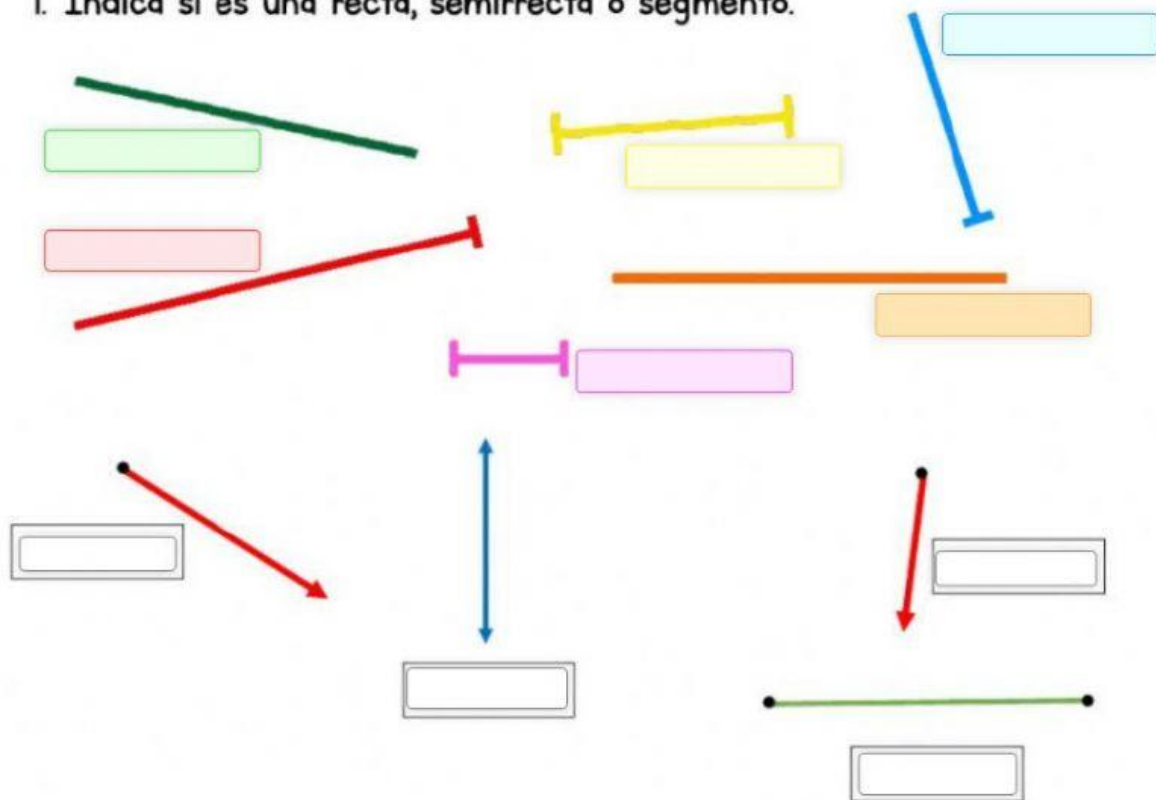 1. Indica si es una recta, semirrecta o segmento.